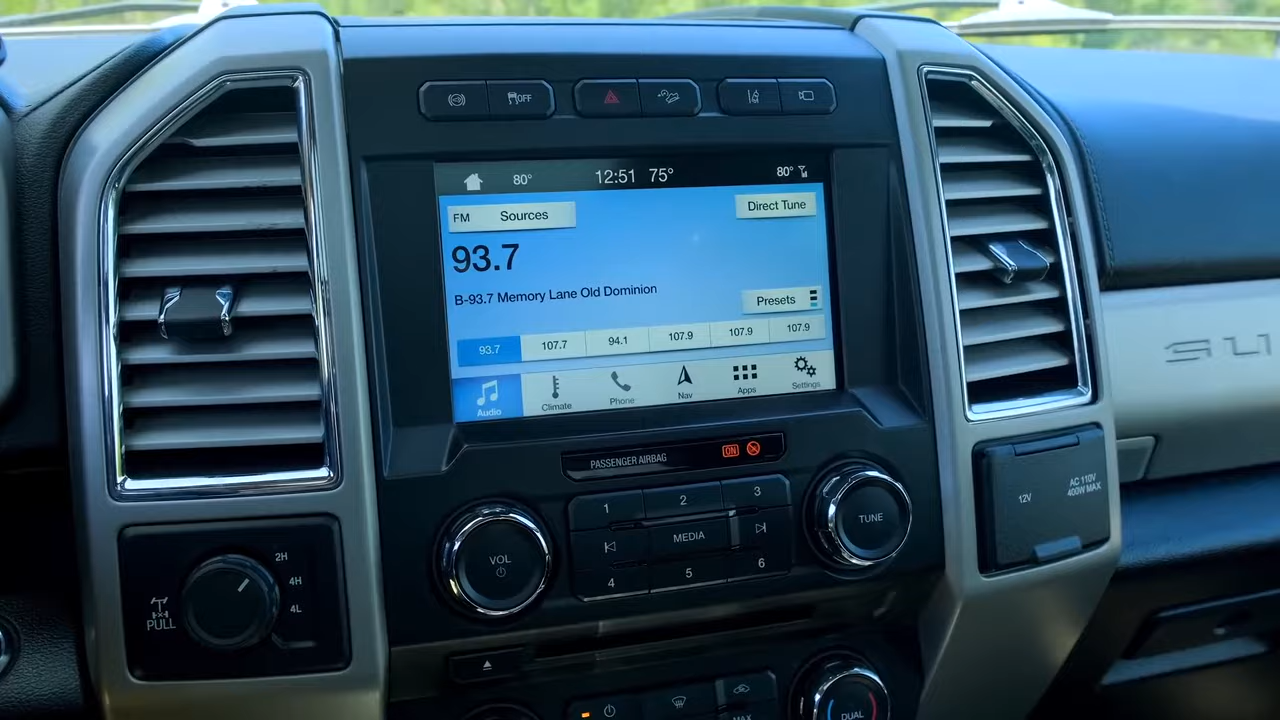 OFF
80° 12:51 75° 80°
FM Sources
Direct Tune
93.7
B-93.7 Memory Lane Old Dominion
Presets
93.7 107.7 94.1 107.9 107.9 107.9
Audio Climate Phone Nav Apps Settings
PASSENGER AIRBAG ON
1 2 3
VOL
MEDIA
TUNE
4 5 6
12V
AC 110V
400W MAX
2H
4H
4L
PULL
DUAL
MAX